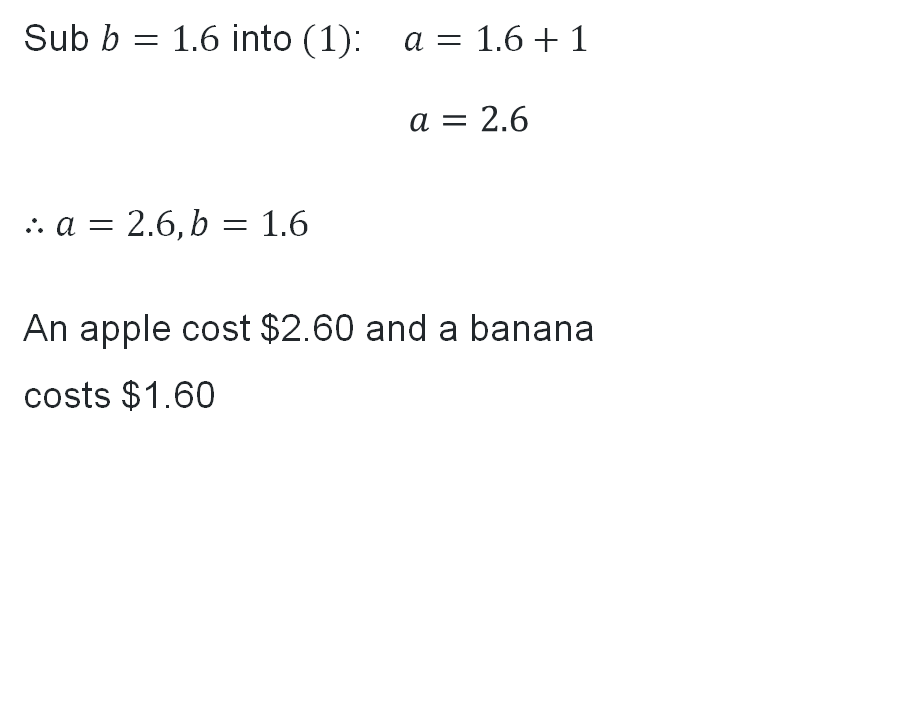 Sub b = 1.6 into (1): a = 1.6 + 1
a = 2.6
∴ a = 2.6, b = 1.6
An apple cost $2.60 and a banana
costs $1.60